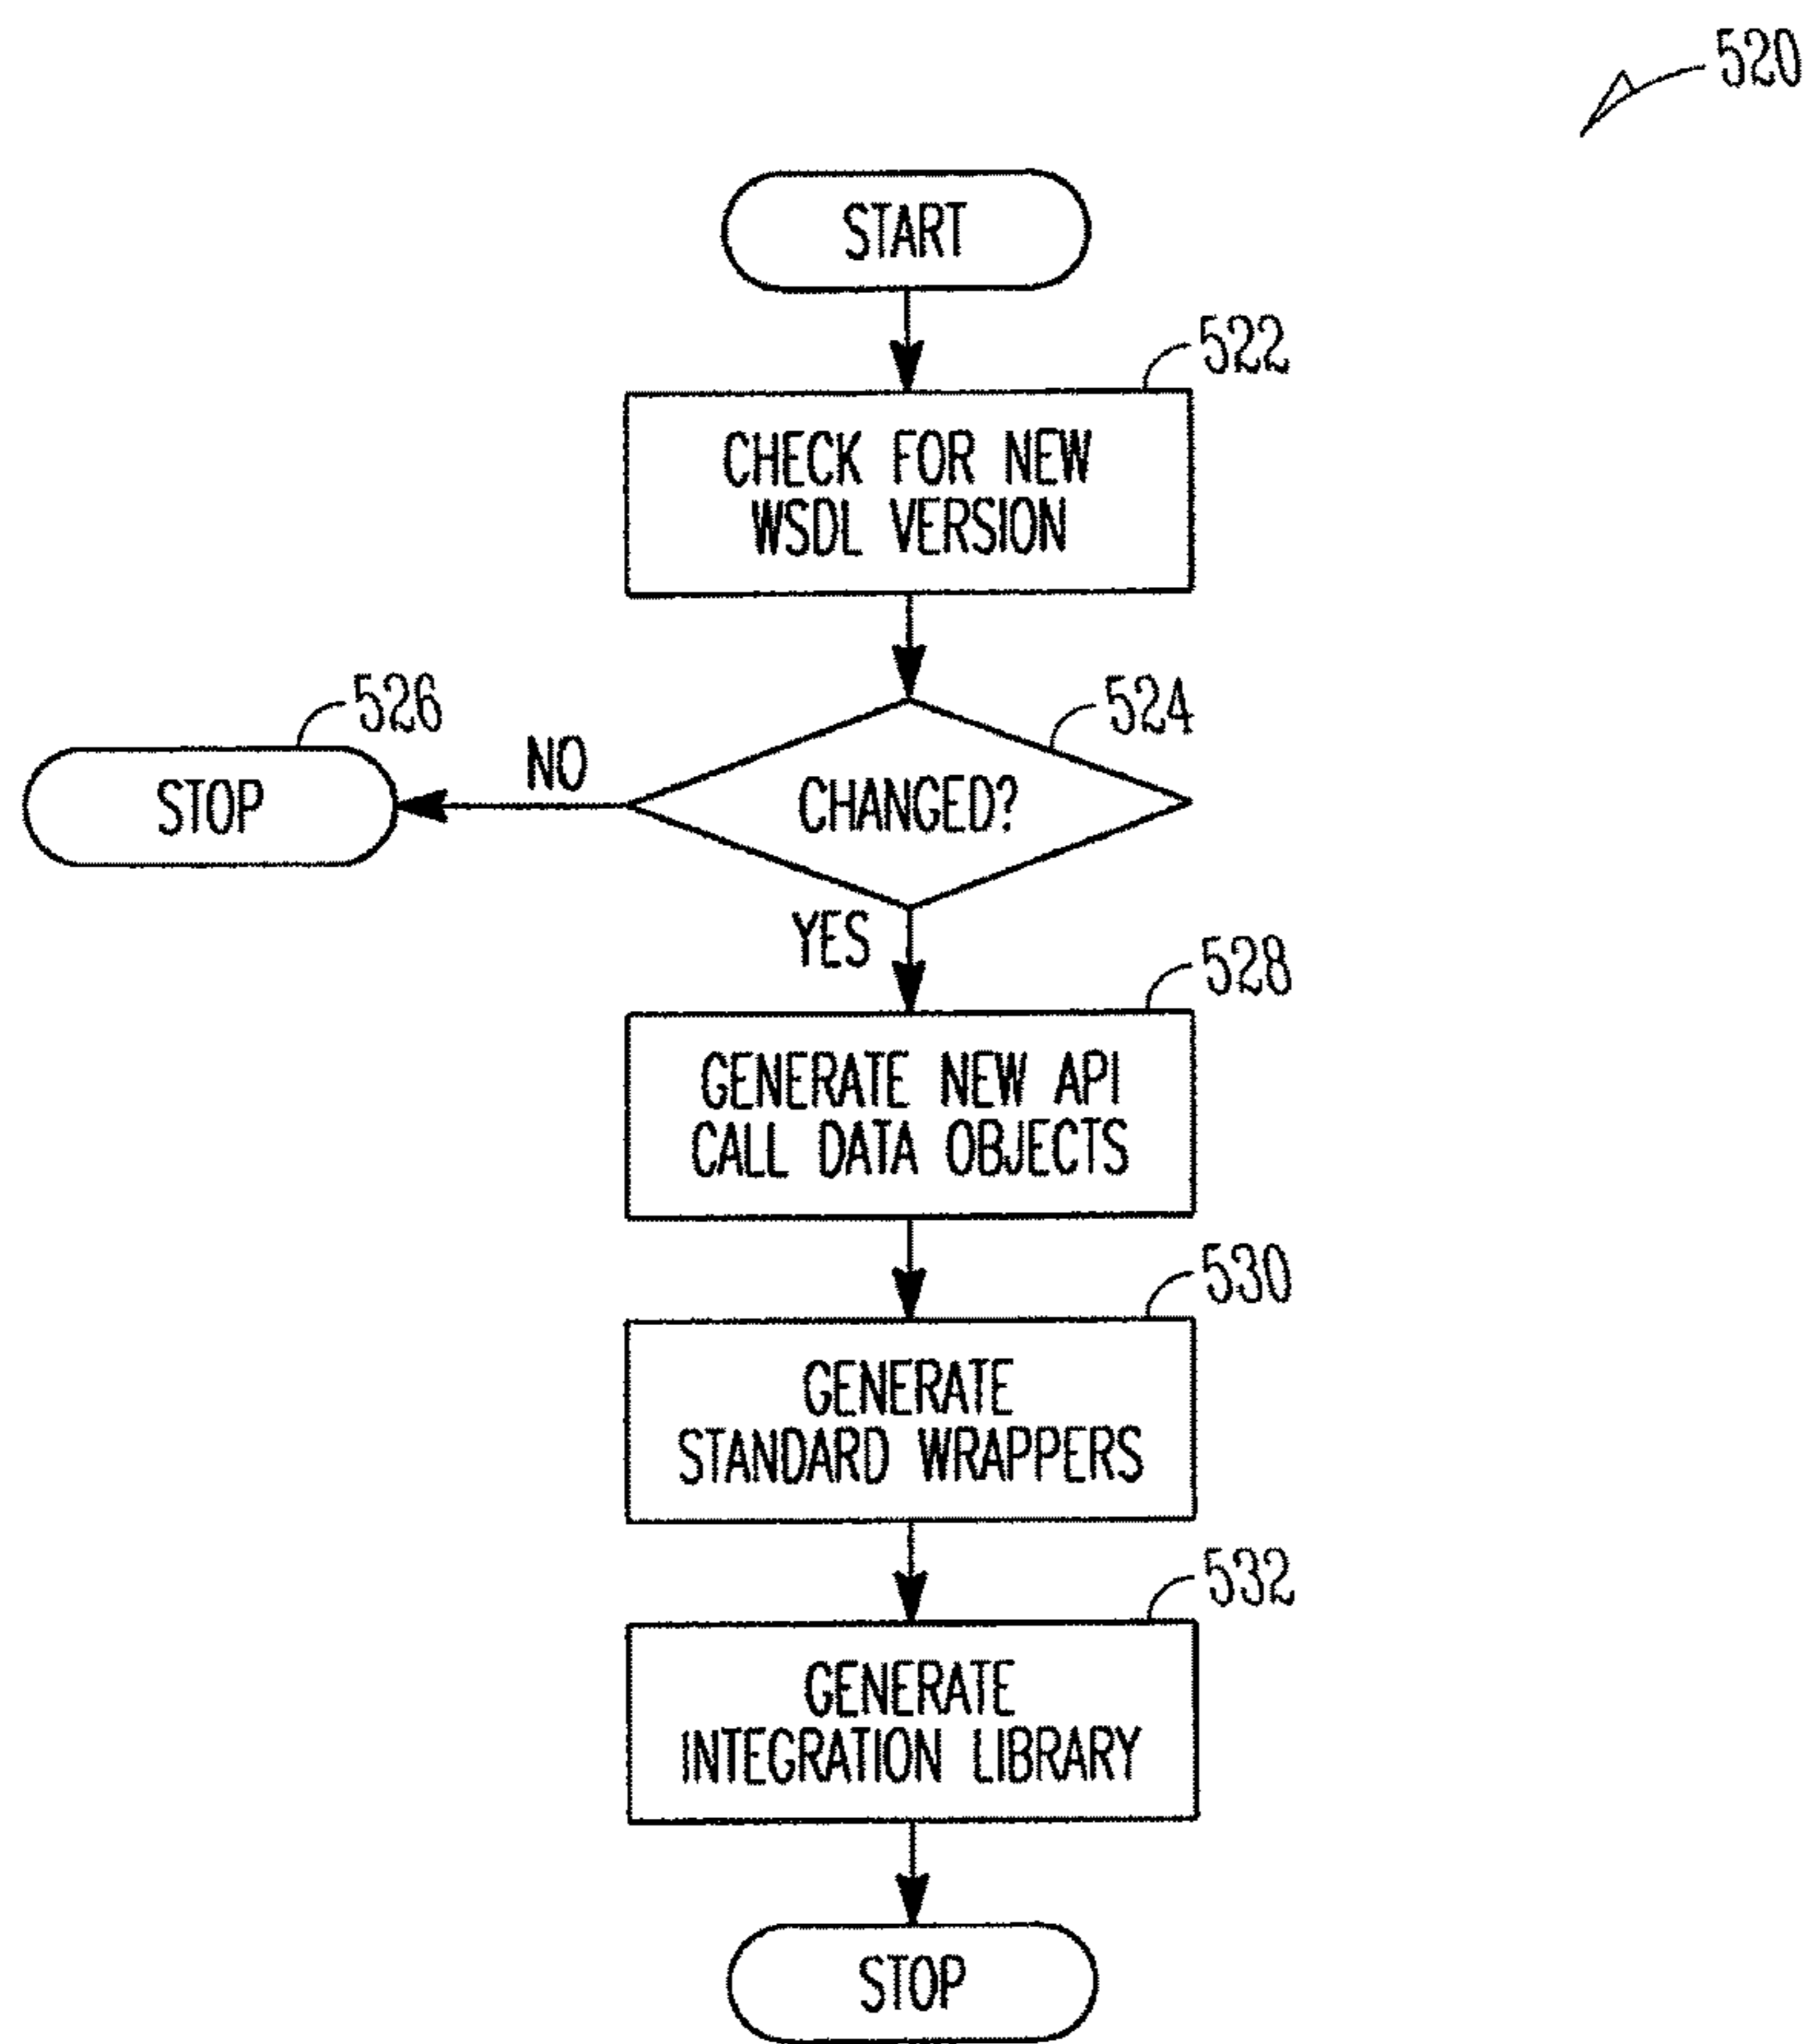 520
START
522
CHECK FOR NEW
WSDL VERSION
526
524
STOP
NO
CHANGED?
YES
528
GENERATE NEW API
CALL DATA OBJECTS
530
GENERATE
STANDARD WRAPPERS
532
GENERATE
INTEGRATION LIBRARY
STOP